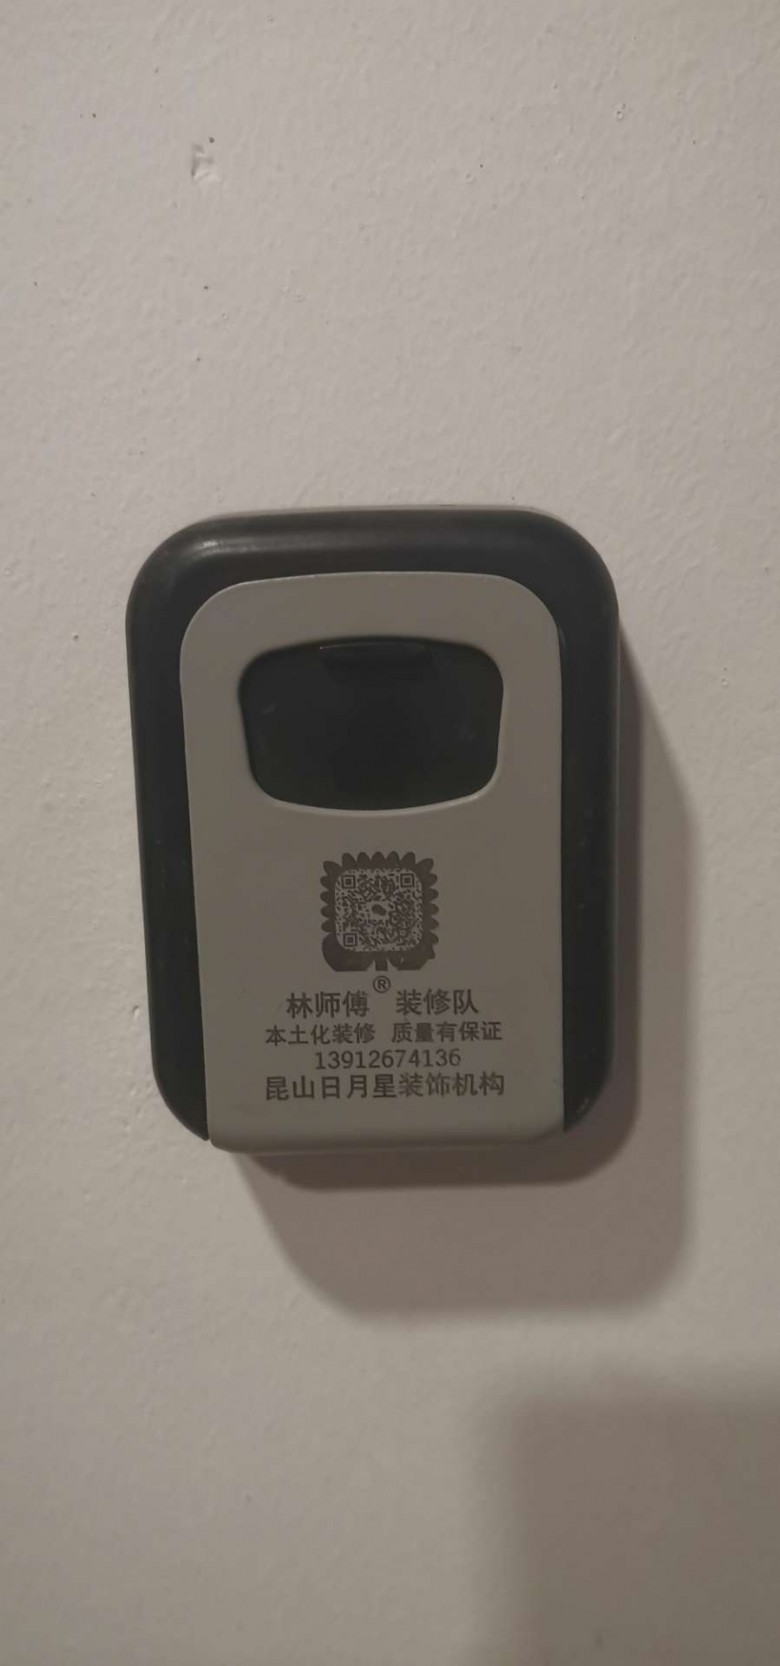 ®
林师傅 装修队
本土化装修 质量有保证
13912674136
昆山日月星装饰机构